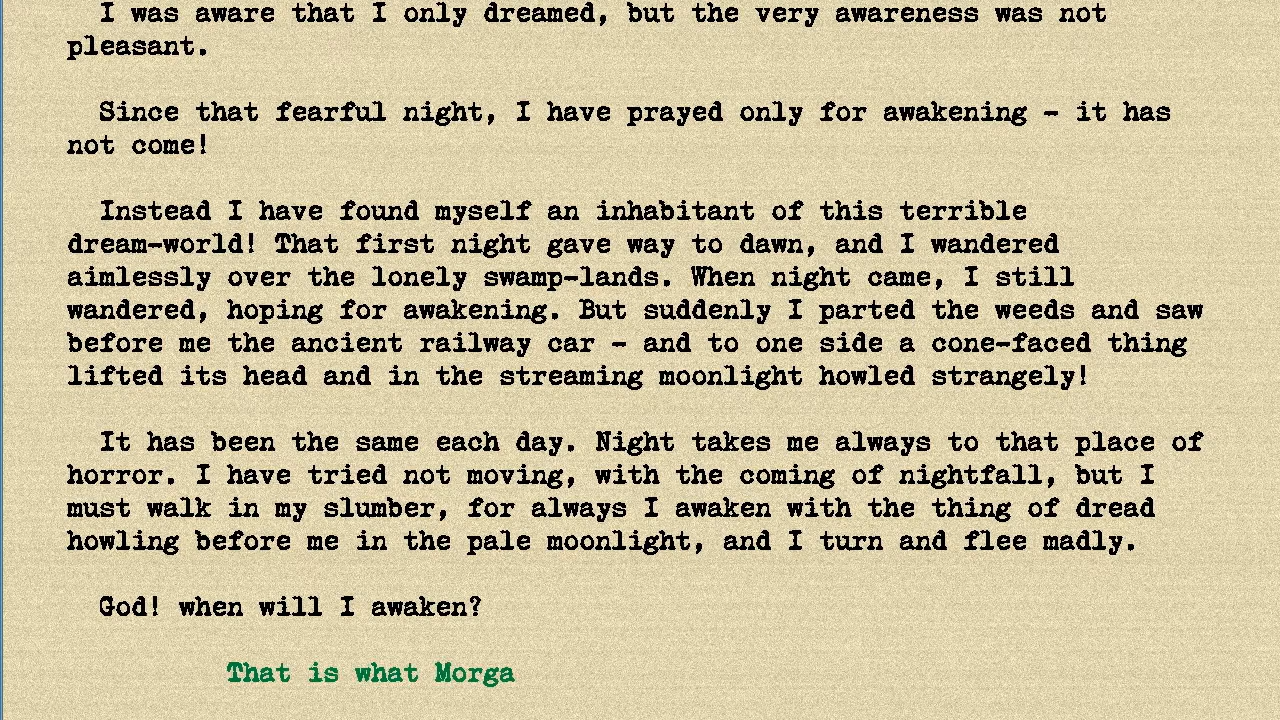 I was aware that I only dreamed, but the very awareness was not
pleasant.
Since that fearful night, I have prayed only for awakening – it has
not come!
Instead I have found myself an inhabitant of this terrible
dream-world! That first night gave way to dawn, and I wandered
aimlessly over the lonely swamp-lands. When night came, I still
wandered, hoping for awakening. But suddenly I parted the weeds and saw
before me the ancient railway car – and to one side a cone-faced thing
lifted its head and in the streaming moonlight howled strangely!
It has been the same each day. Night takes me always to that place of
horror. I have tried not moving, with the coming of nightfall, but I
must walk in my slumber, for always I awaken with the thing of dread
howling before me in the pale moonlight, and I turn and flee madly.
God! when will I awaken?
That is what Morga